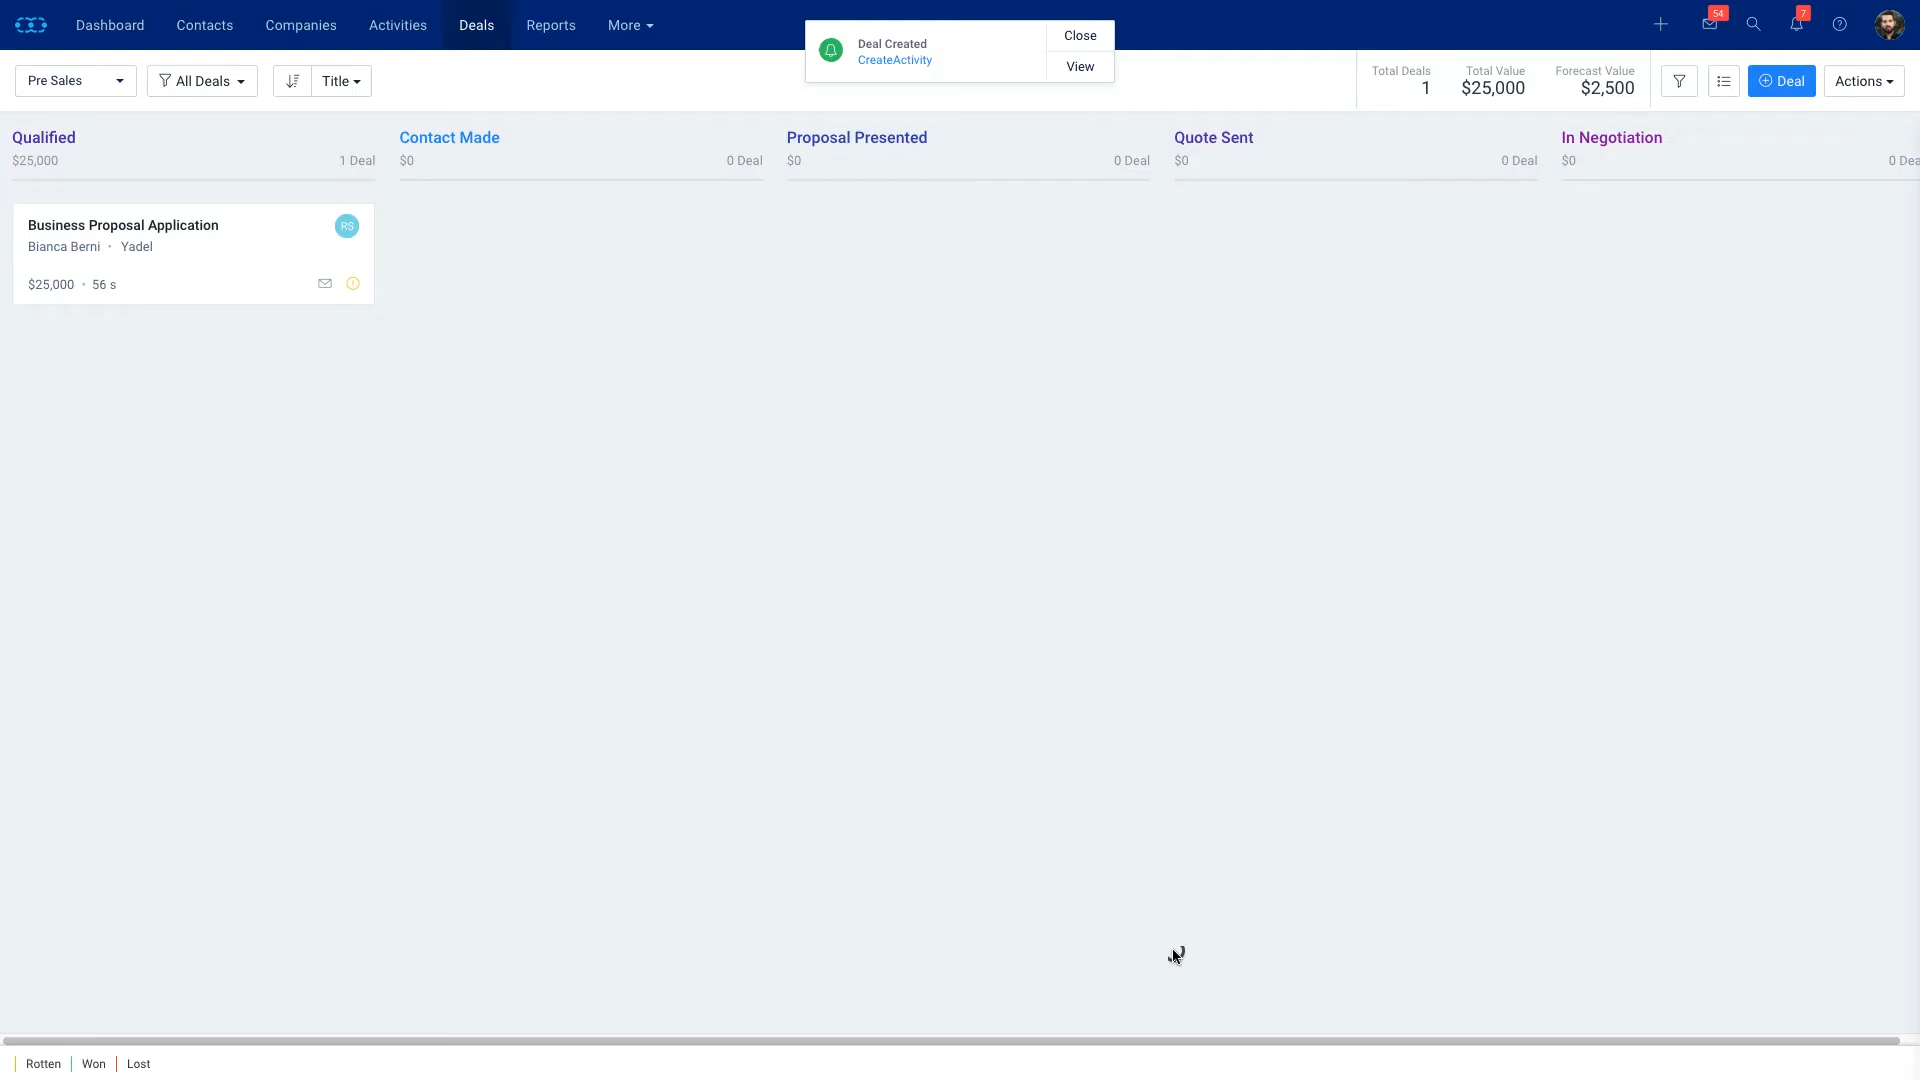 Dashboard Contacts Companies Activities Deals Reports More
54
7
Deal Created
CreateActivity
Close
View
Pre Sales
All Deals
Title
Total Deals
1
Total Value
$25,000
Forecast Value
$2,500
Deal
Actions
Qualified
$25,000 1 Deal
Contact Made
$0 0 Deal
Proposal Presented
$0 0 Deal
Quote Sent
$0 0 Deal
In Negotiation
$0 0 Dea
Business Proposal Application
RS
Bianca Berni • Yadel
$25,000 • 56 s
Rotten Won Lost